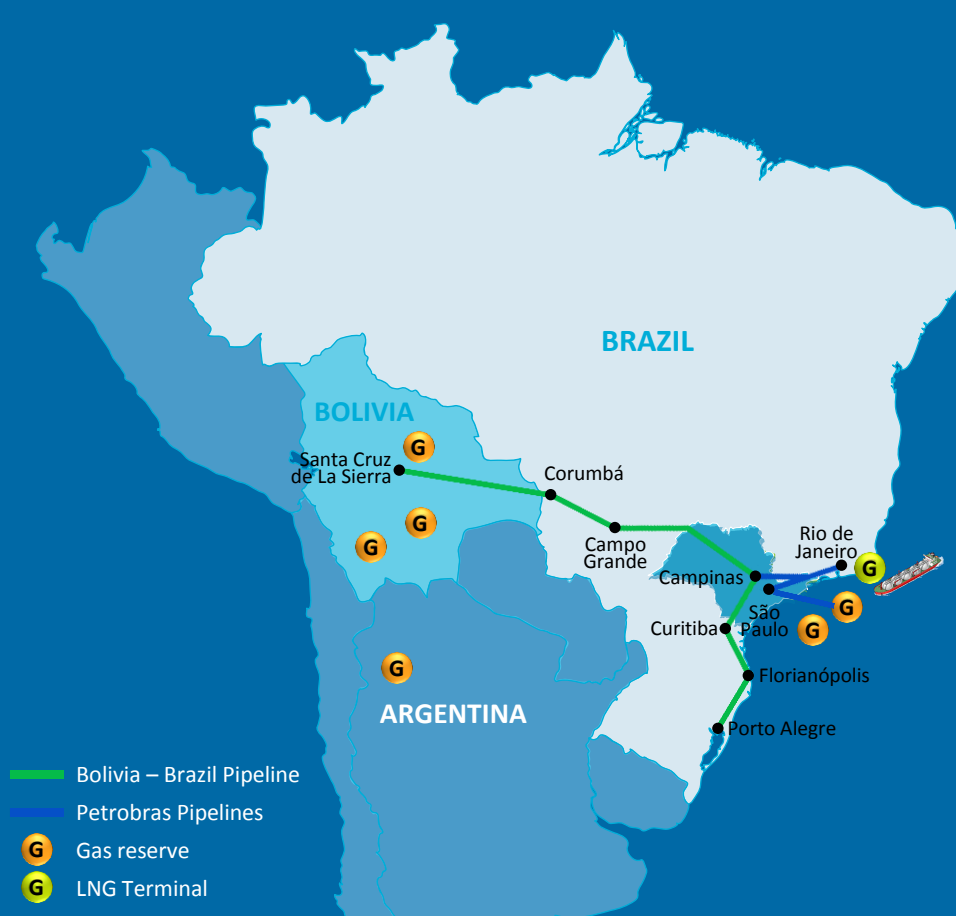 BRAZIL
BOLIVIA
G
Santa Cruz
de La Sierra
Corumbá
G
G
Campo
Grande
Rio de
Janeiro
G
Campinas
São
Paulo
G
G
Curitiba
G
Florianópolis
ARGENTINA
Porto Alegre
Bolivia – Brazil Pipeline
Petrobras Pipelines
G Gas reserve
G LNG Terminal